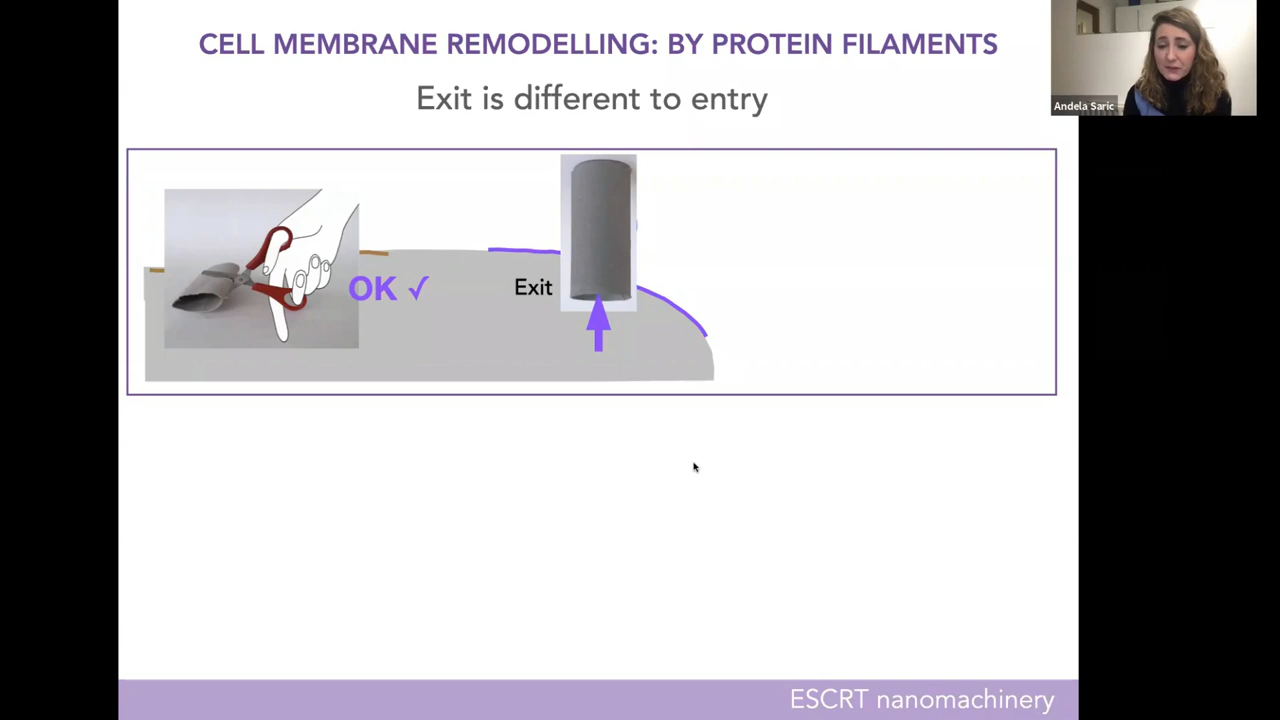 CELL MEMBRANE REMODELLING: BY PROTEIN FILAMENTS
Exit is different to entry
Andela Saric
OK ✓
Exit
ESCRT nanomachinery